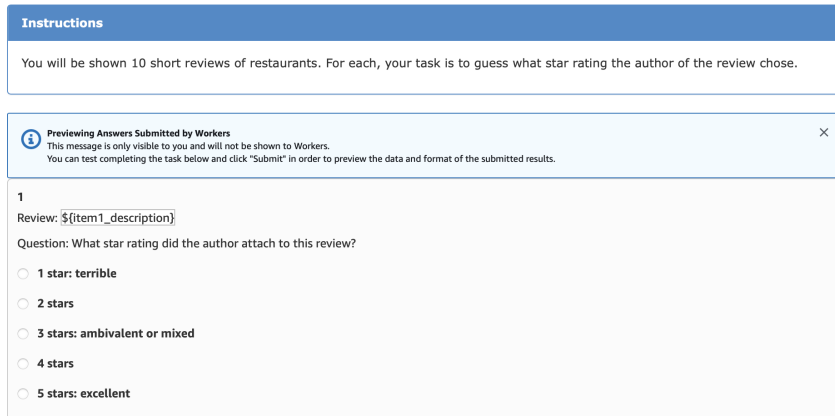 Instructions
You will be shown 10 short reviews of restaurants. For each, your task is to guess what star rating the author of the review chose.
Previewing Answers Submitted by Workers
This message is only visible to you and will not be shown to Workers.
You can test completing the task below and click "Submit" in order to preview the data and format of the submitted results.
1
Review: ${item1_description}
Question: What star rating did the author attach to this review?
1 star: terrible
2 stars
3 stars: ambivalent or mixed
4 stars
5 stars: excellent